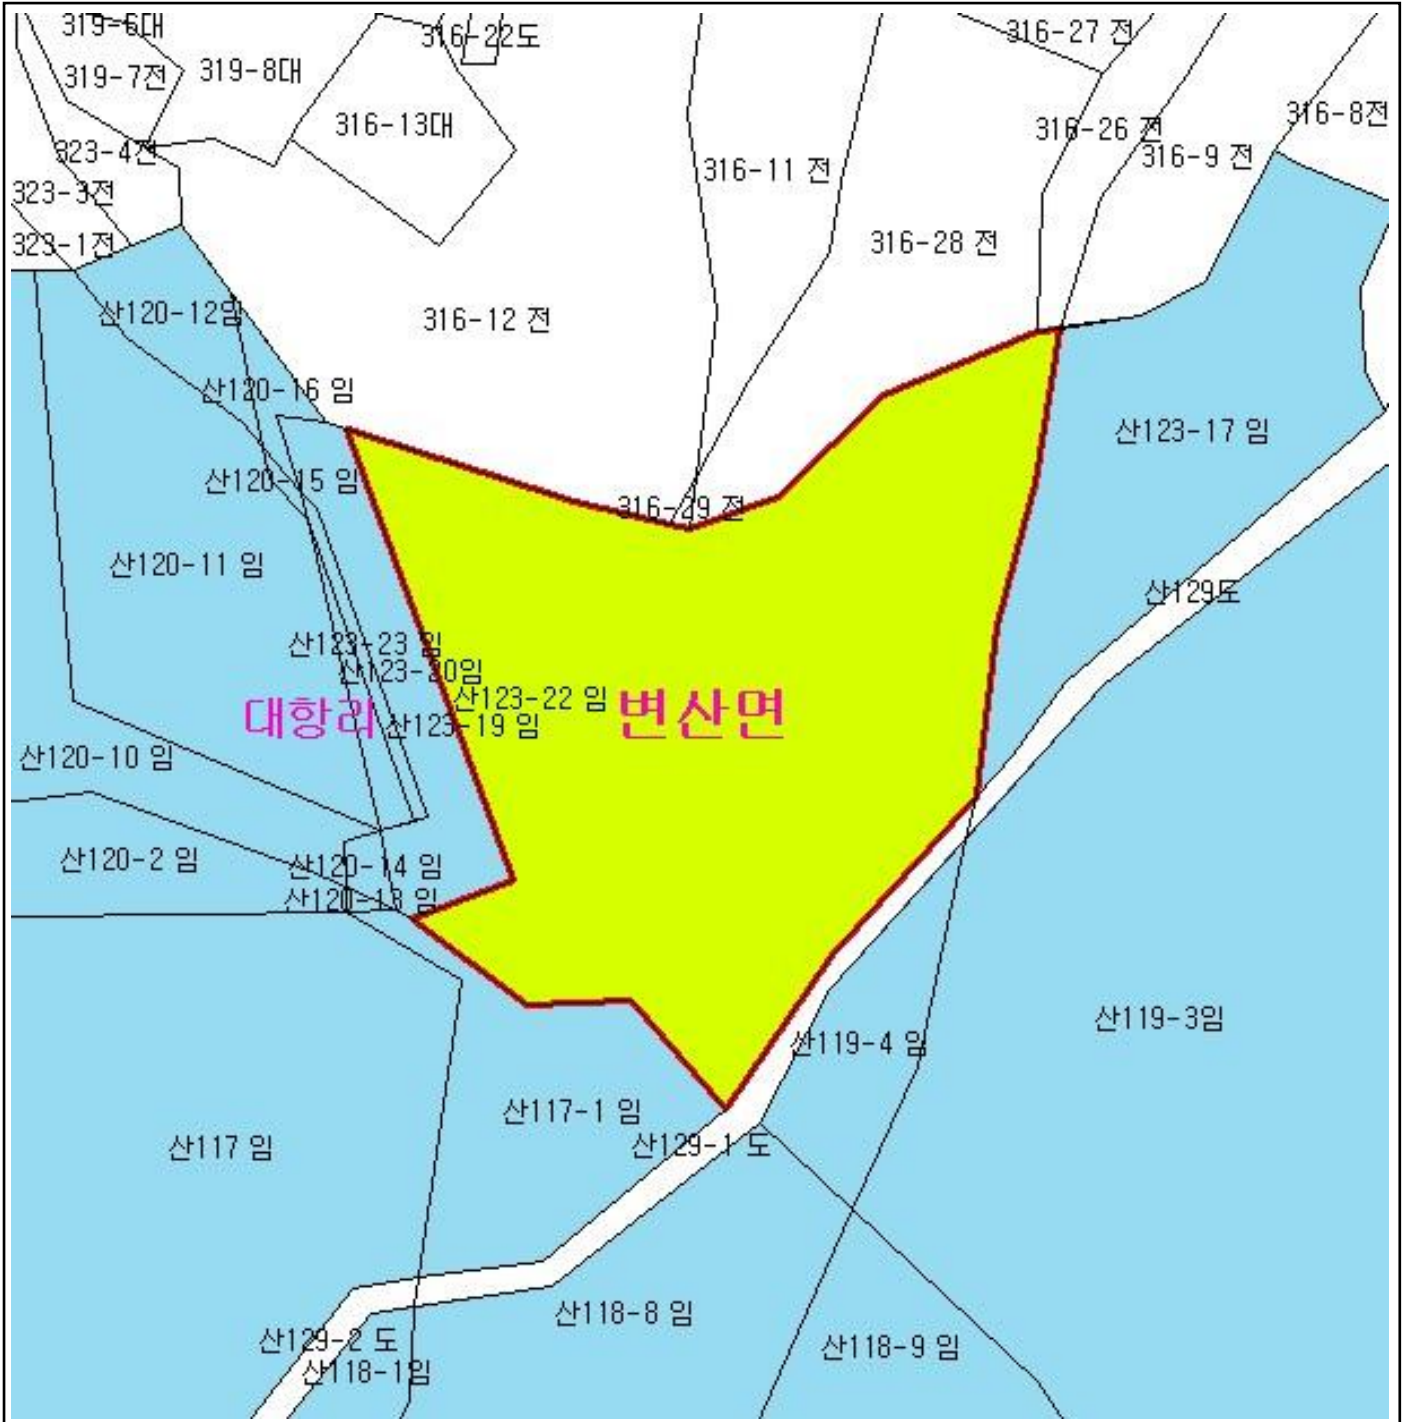 319-6대
316-22도
316-27 전
319-7전
319-8대
316-13대
316-8전
323-4전
316-26 전
316-9 전
316-11 전
323-3전
323-1전
316-28 전
산120-12임
316-12 전
산120-16 임
산123-17 임
산120-15 임
316-29 전
산120-11 임
산129도
산123-23 임
산123-20임
산123-22 임
대항리
산123-19 임
변산면
산120-10 임
산120-2 임
산120-14 임
산120-13 임
산119-3임
산119-4 임
산117-1 임
산117 임
산129-1 도
산118-8 임
산129-2 도
산118-9 임
산118-1임